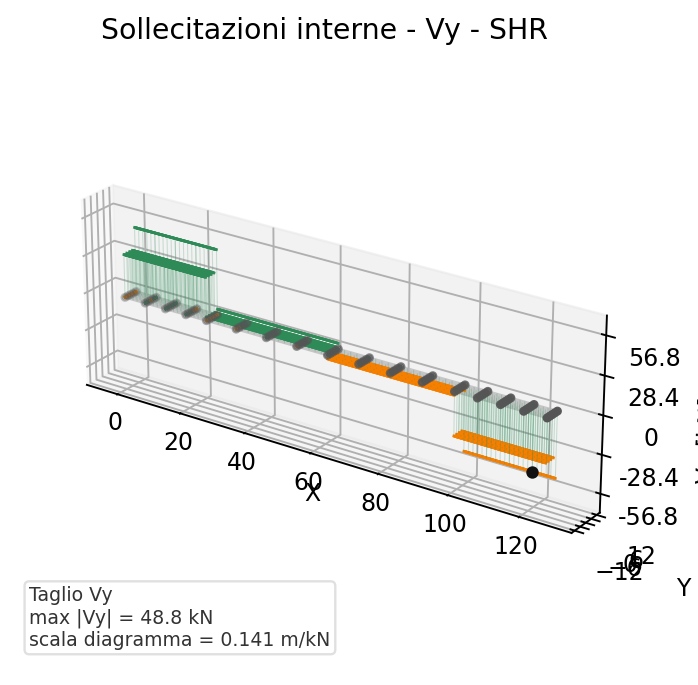 Sollecitazioni interne - Vy - SHR
56.8
28.4
0
-28.4
-56.8
0
20
40
60
80
100
120
X
12
−12
Y
Taglio Vy
max |Vy| = 48.8 kN
scala diagramma = 0.141 m/kN